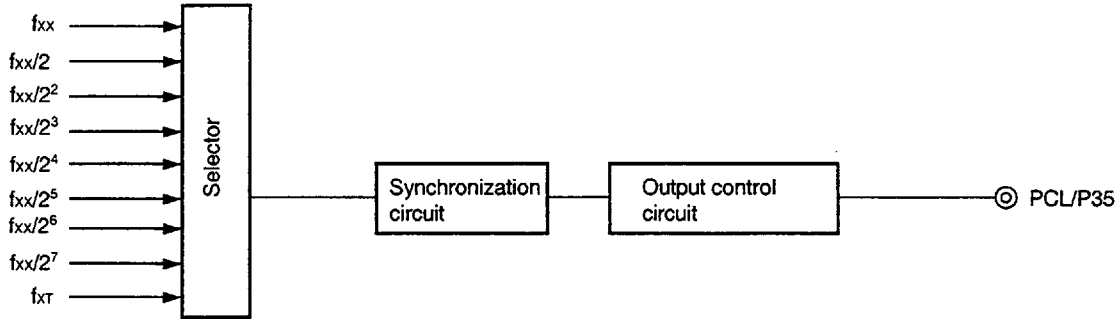 fxx
fxx/2
fxx/2²
fxx/2³
fxx/2⁴
fxx/2⁵
fxx/2⁶
fxx/2⁷
fxT
Selector
Synchronization
circuit
Output control
circuit
PCL/P35